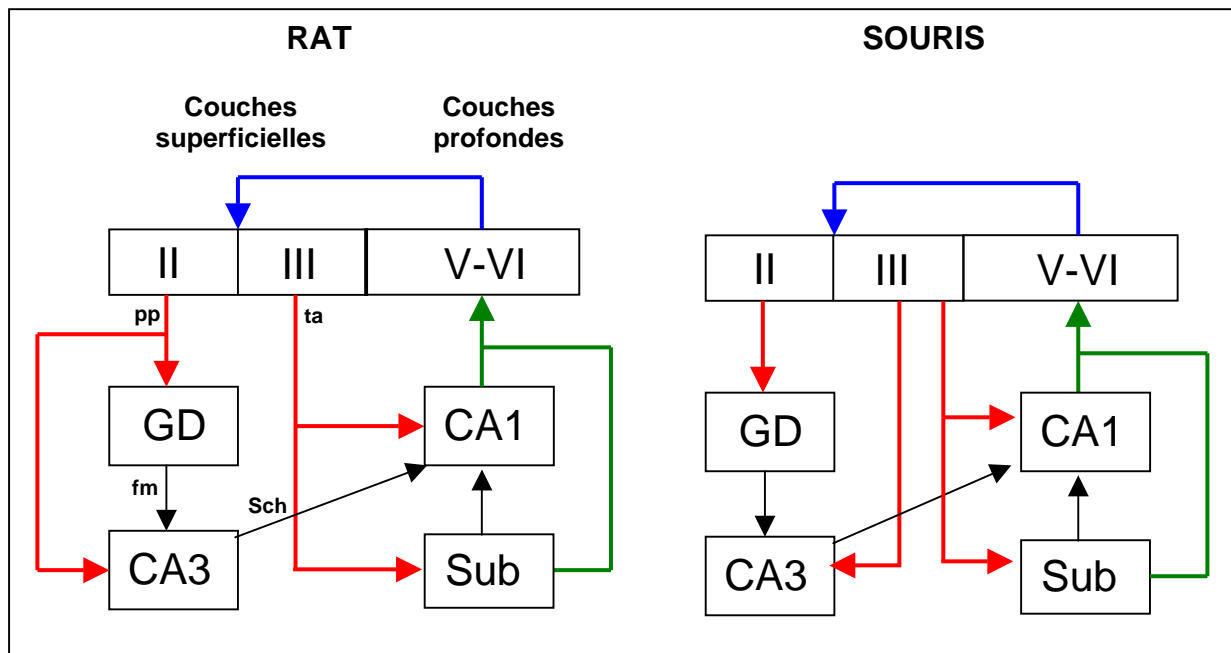 RAT
Couches
superficielles
Couches
profondes
II
III
V-VI
pp
ta
GD
CA1
fm
Sch
CA3
Sub
SOURIS
II
III
V-VI
GD
CA1
CA3
Sub